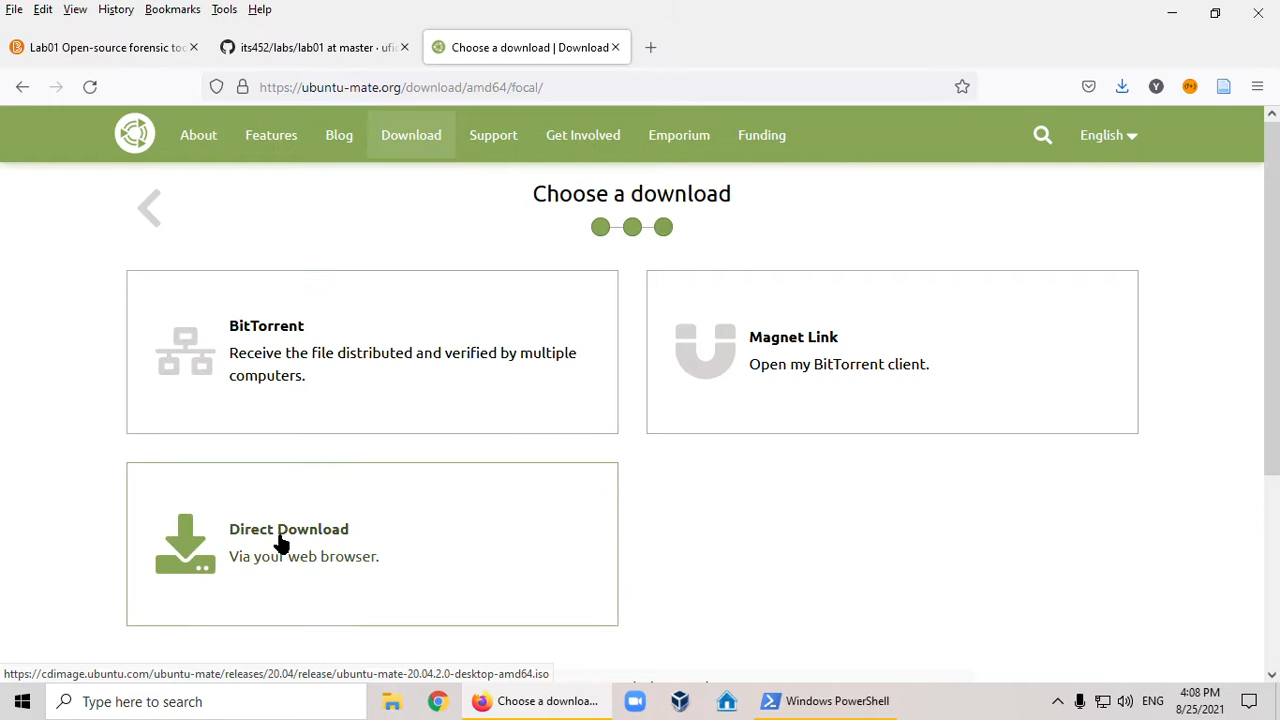 File Edit View History Bookmarks Tools Help
Lab01 Open-source forensic too
its452/labs/lab01 at master · ufi
Choose a download | Download
https://ubuntu-mate.org/download/amd64/focal/
About Features Blog Download Support Get Involved Emporium Funding English
Choose a download
BitTorrent
Receive the file distributed and verified by multiple
computers.
Magnet Link
Open my BitTorrent client.
Direct Download
Via your web browser.
https://cdimage.ubuntu.com/ubuntu-mate/releases/20.04/release/ubuntu-mate-20.04.2.0-desktop-amd64.iso
Type here to search
Choose a downloa...
Windows PowerShell
ENG
4:08 PM
8/25/2021